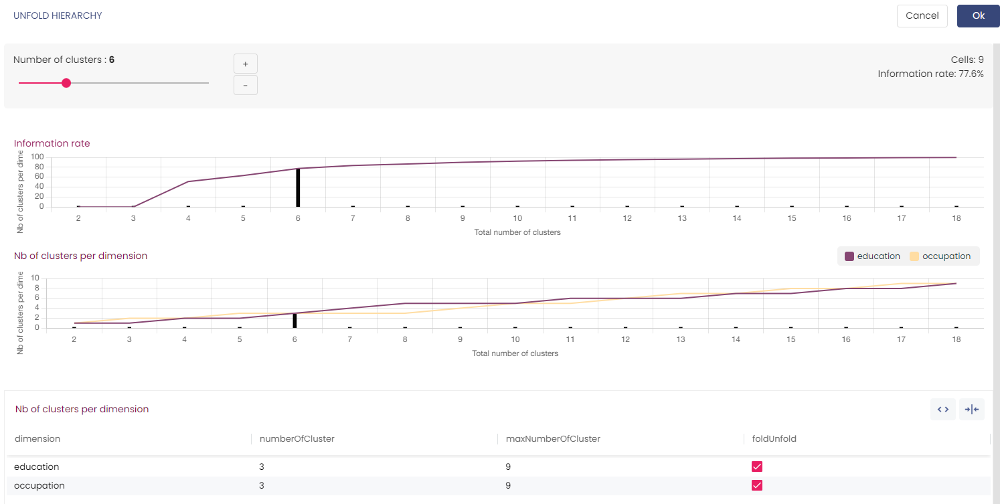 UNFOLD HIERARCHY
Cancel
Ok
Number of clusters : 6
+
-
Cells: 9
Information rate: 77.6%
Information rate
Nb of clusters per dime
100
80
60
40
20
0
2 3 4 5 6 7 8 9 10 11 12 13 14 15 16 17 18
Total number of clusters
Nb of clusters per dimension
education occupation
Nb of clusters per dime
10
8
6
4
2
0
2 3 4 5 6 7 8 9 10 11 12 13 14 15 16 17 18
Total number of clusters
Nb of clusters per dimension
dimension numberOfCluster maxNumberOfCluster foldUnfold
education 3 9
occupation 3 9